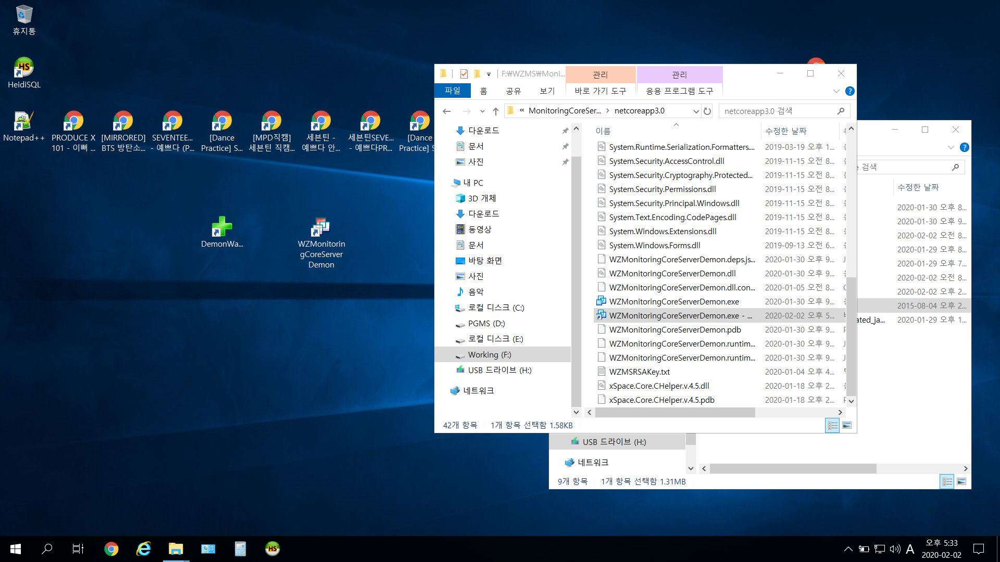 휴지통
HeidiSQL
Notepad++
PRODUCE X
101 - 이뻐 ...
[MIRRORED]
BTS 방탄소...
SEVENTEE...
- 예쁘다 (P...
[Dance
Practice] S...
[MPD직캠]
세븐틴 직캠...
세븐틴 -
예쁘다 안...
세븐틴SEVE...
- 예쁘다PR...
[Dance
Practice] S
DemonWa...
WZMonitorin
gCoreServer
Demon
F:₩WZMS₩Moni...
관리
관리
파일
홈
공유
보기
바로 가기 도구
응용 프로그램 도구
« MonitoringCoreSer... > netcoreapp3.0
netcoreapp3.0 검색
다운로드
문서
사진
내 PC
3D 개체
다운로드
동영상
문서
바탕 화면
사진
음악
로컬 디스크 (C:)
PGMS (D:)
로컬 디스크 (E:)
Working (F:)
USB 드라이브 (H:)
네트워크
이름 수정한 날짜
System.Runtime.Serialization.Formatters.... 2019-03-19 오후 1...
System.Security.AccessControl.dll 2019-11-15 오전 8...
System.Security.Cryptography.Protected... 2019-11-15 오전 8...
System.Security.Permissions.dll 2019-11-15 오전 8...
System.Security.Principal.Windows.dll 2019-11-15 오전 8...
System.Text.Encoding.CodePages.dll 2019-11-15 오전 8...
System.Windows.Extensions.dll 2019-11-15 오전 8...
System.Windows.Forms.dll 2019-09-13 오전 6...
WZMonitoringCoreServerDemon.deps.js... 2020-01-30 오후 9...
WZMonitoringCoreServerDemon.dll 2020-01-30 오후 9...
WZMonitoringCoreServerDemon.dll.con... 2020-01-05 오전 8...
WZMonitoringCoreServerDemon.exe 2020-01-30 오후 9...
WZMonitoringCoreServerDemon.exe - ... 2020-02-02 오후 5...
WZMonitoringCoreServerDemon.pdb 2020-01-30 오후 9...
WZMonitoringCoreServerDemon.runtim... 2020-01-30 오후 9...
WZMonitoringCoreServerDemon.runtim... 2020-01-30 오후 9...
WZMSRSAKey.txt 2020-01-04 오후 4...
xSpace.Core.CHelper.v.4.5.dll 2020-01-18 오후 2...
xSpace.Core.CHelper.v.4.5.pdb 2020-01-18 오후 2...
42개 항목 1개 항목 선택함 1.58KB
검색
수정한 날짜
2020-01-30 오후 8...
2020-01-30 오후 9...
2020-02-02 오전 8...
2020-01-29 오후 8...
2020-01-29 오후 7...
2020-02-02 오전 8...
2020-02-02 오후 2...
2015-08-04 오후 2...
ated_ja... 2020-01-29 오후 1...
USB 드라이브 (H:)
네트워크
9개 항목 1개 항목 선택함 1.31MB
A
오후 5:33
2020-02-02